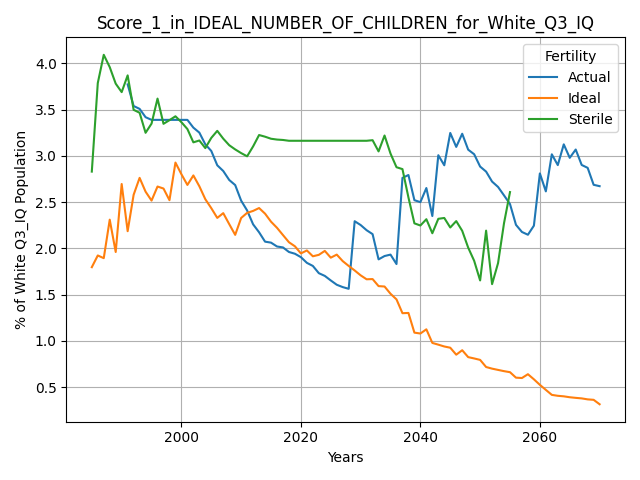 Score_1_in_IDEAL_NUMBER_OF_CHILDREN_for_White_Q3_IQ
Fertility
Actual
Ideal
Sterile
% of White Q3_IQ Population
4.0
3.5
3.0
2.5
2.0
1.5
1.0
0.5
2000
2020
2040
2060
Years